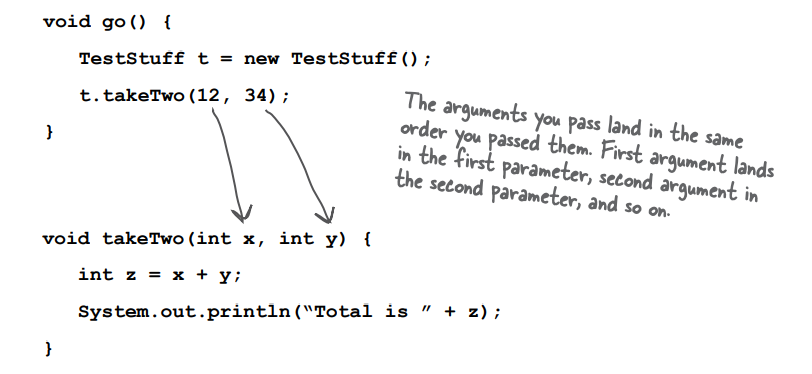 void go() {
TestStuff t = new TestStuff();
t.takeTwo(12, 34);
}
The arguments you pass land in the same
order you passed them. First argument lands
in the first parameter, second argument in
the second parameter, and so on.
void takeTwo(int x, int y) {
int z = x + y;
System.out.println(“Total is ” + z);
}